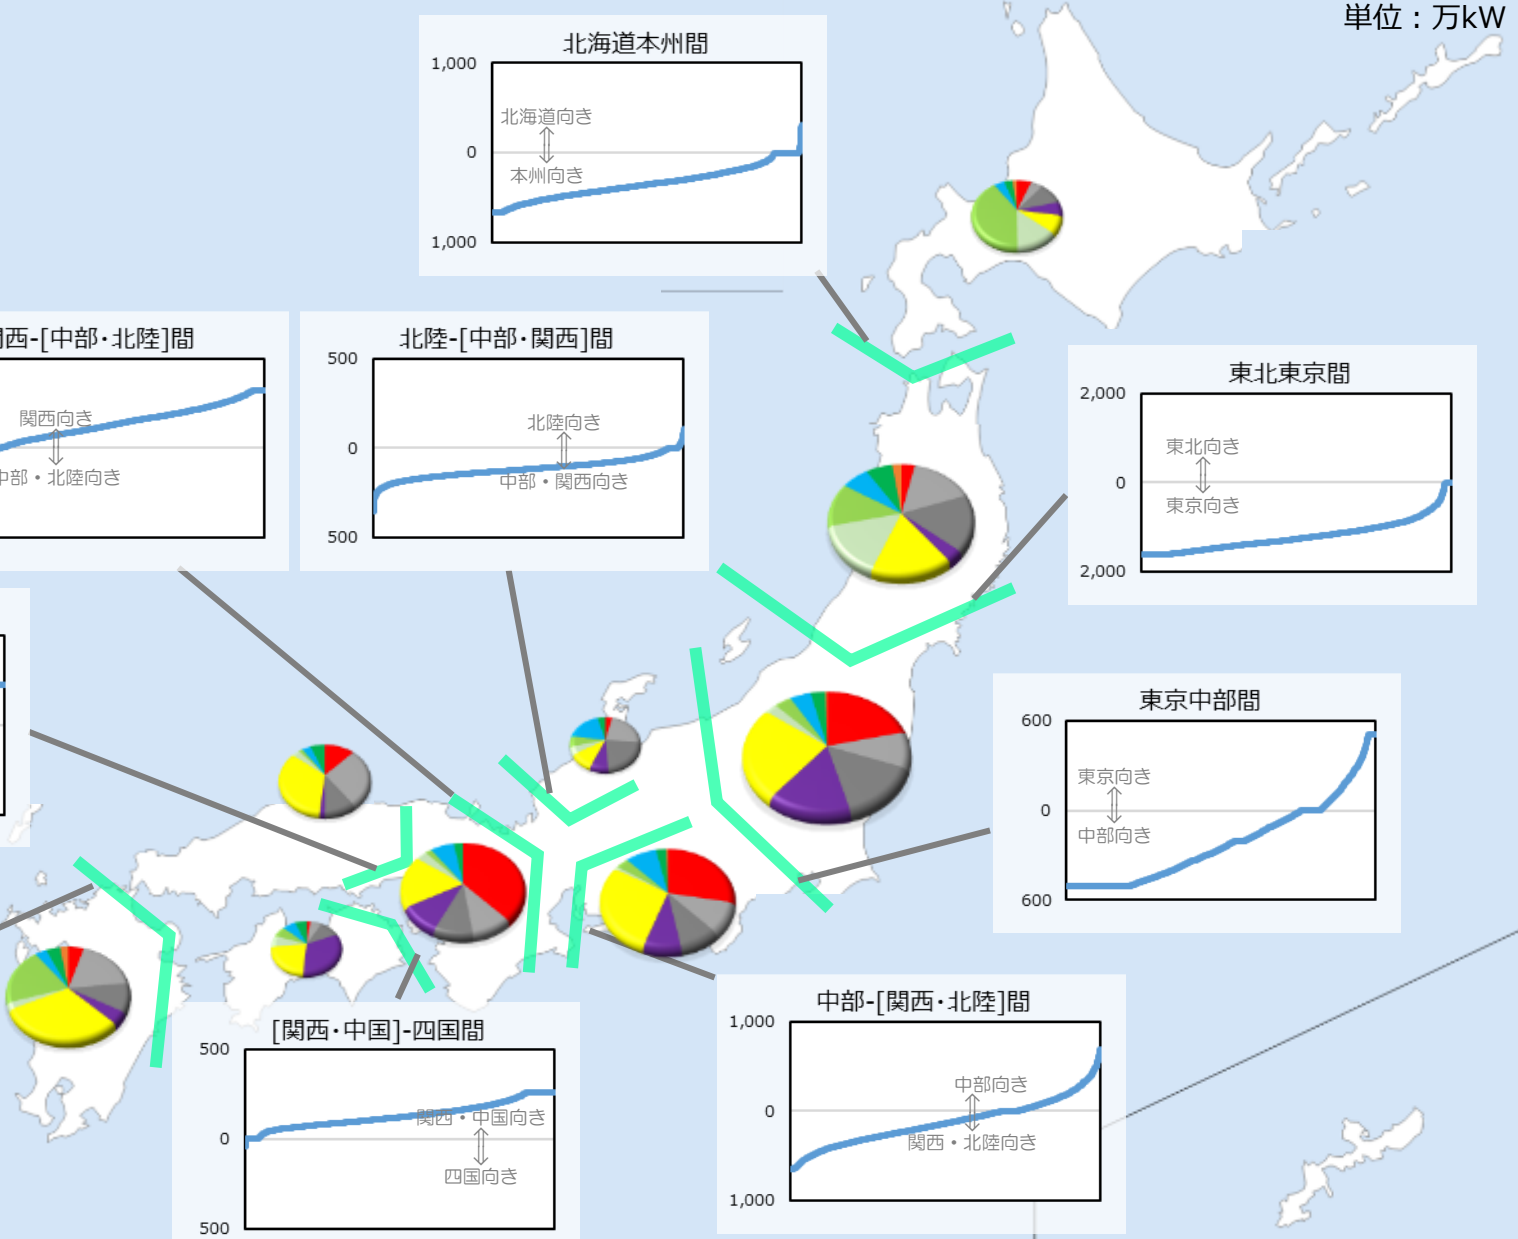 単位：万kW
北海道本州間
1,000
北海道向き
0
本州向き
1,000
西-[中部･北陸]間
関西向き
中部・北陸向き
北陸-[中部･関西]間
500
北陸向き
0
中部・関西向き
500
東北東京間
2,000
東北向き
0
東京向き
2,000
東京中部間
600
東京向き
0
中部向き
600
[関西･中国]-四国間
500
関西・中国向き
0
四国向き
500
中部-[関西･北陸]間
1,000
中部向き
0
関西・北陸向き
1,000